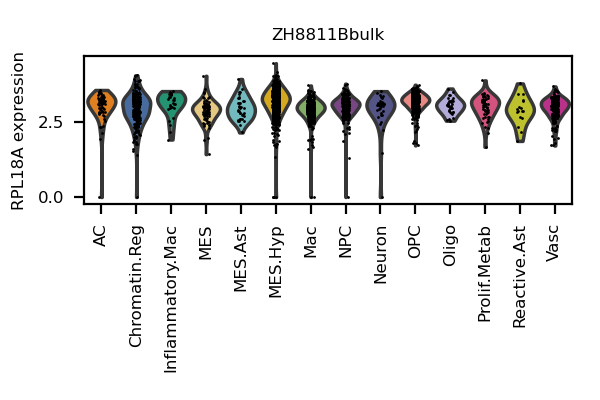 ZH8811Bbulk
RPL18A expression
2.5
0.0
AC
Chromatin.Reg
Inflammatory.Mac
MES
MES.Ast
MES.Hyp
Mac
NPC
Neuron
OPC
Oligo
Prolif.Metab
Reactive.Ast
Vasc